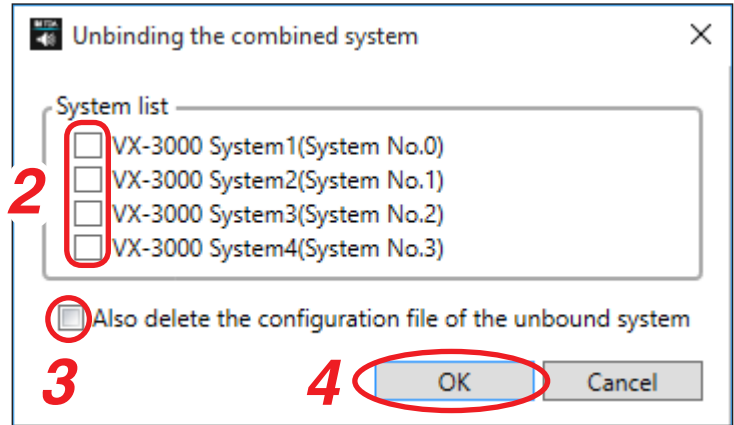 Unbinding the combined system
System list
VX-3000 System1(System No.0)
VX-3000 System2(System No.1)
2
VX-3000 System3(System No.2)
VX-3000 System4(System No.3)
Also delete the configuration file of the unbound system
3
4
OK
Cancel